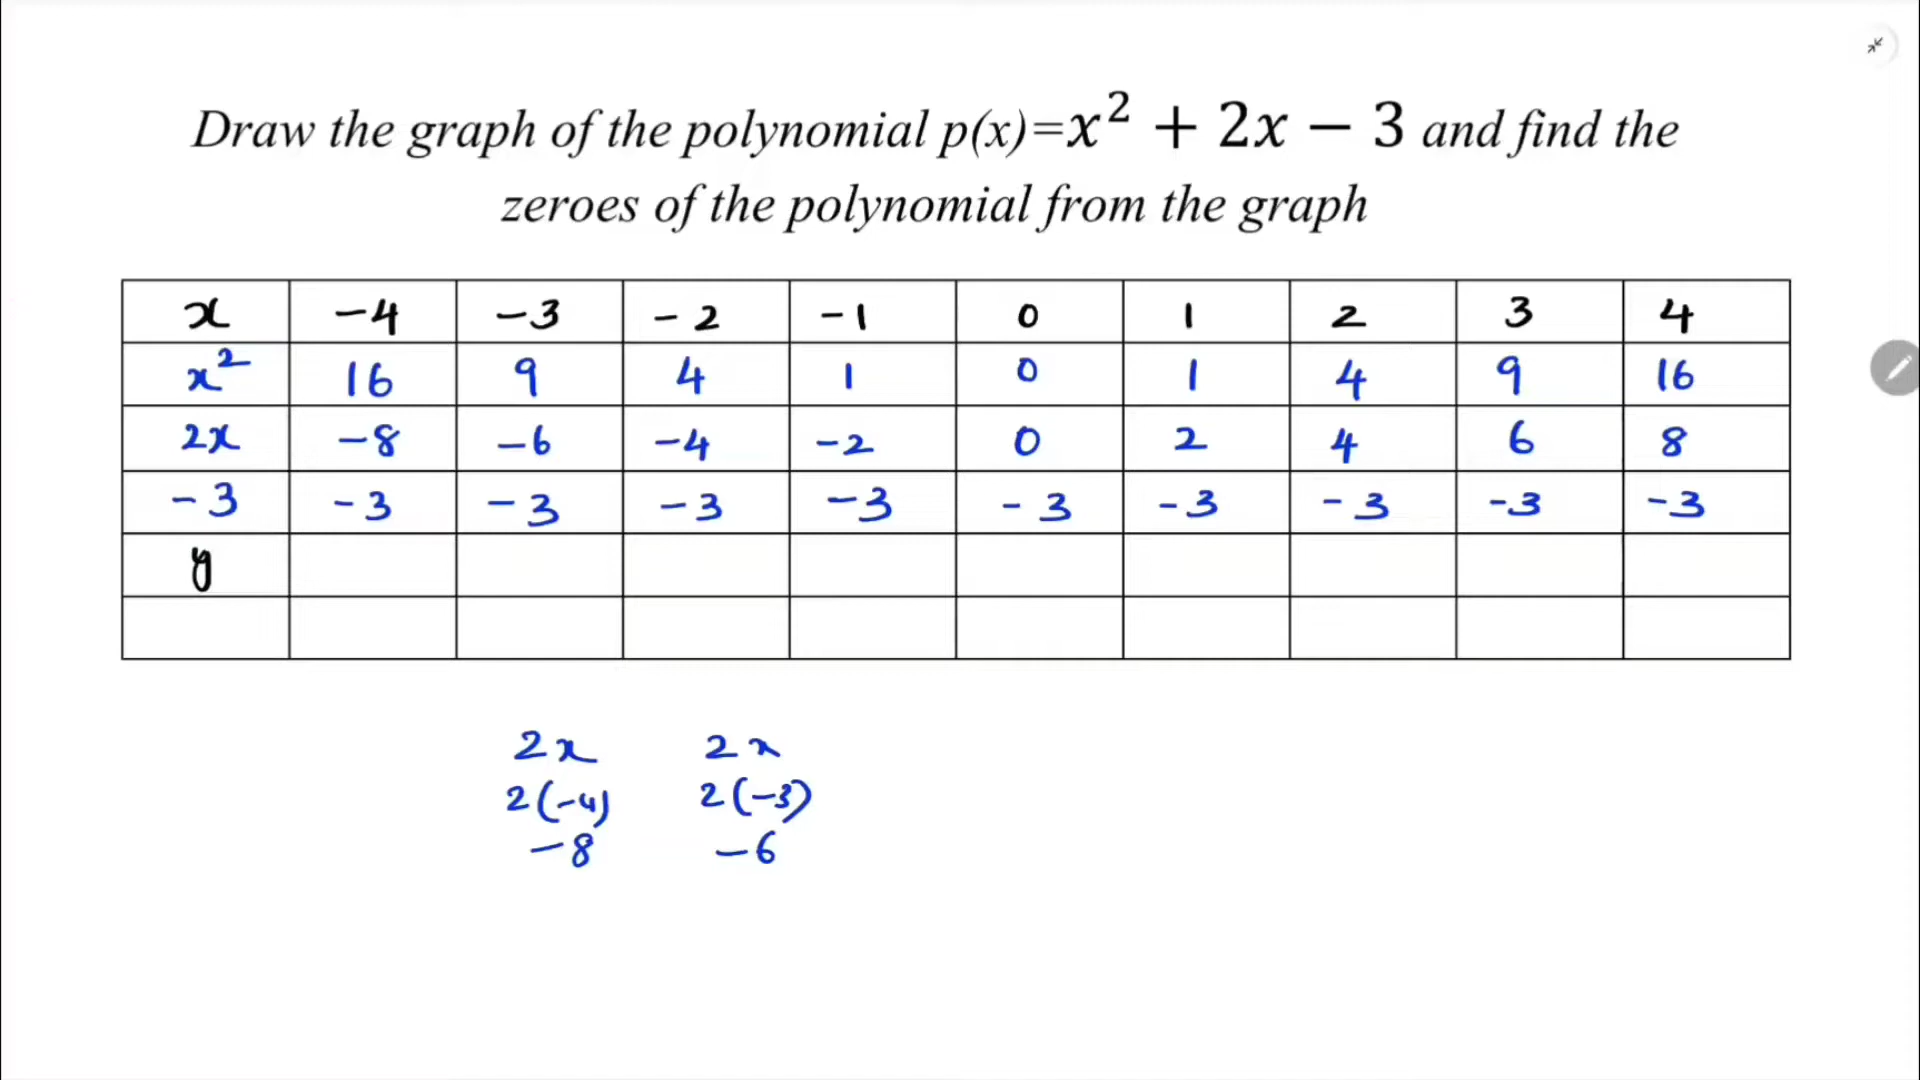 Draw the graph of the polynomial p(x)=x² + 2x − 3 and find the
zeroes of the polynomial from the graph
x -4 -3 -2 -1 0 1 2 3 4
x² 16 9 4 1 0 1 4 9 16
2x -8 -6 -4 -2 0 2 4 6 8
-3 -3 -3 -3 -3 -3 -3 -3 -3 -3
y
2x 2x
2(-4) 2(-3)
-8 -6